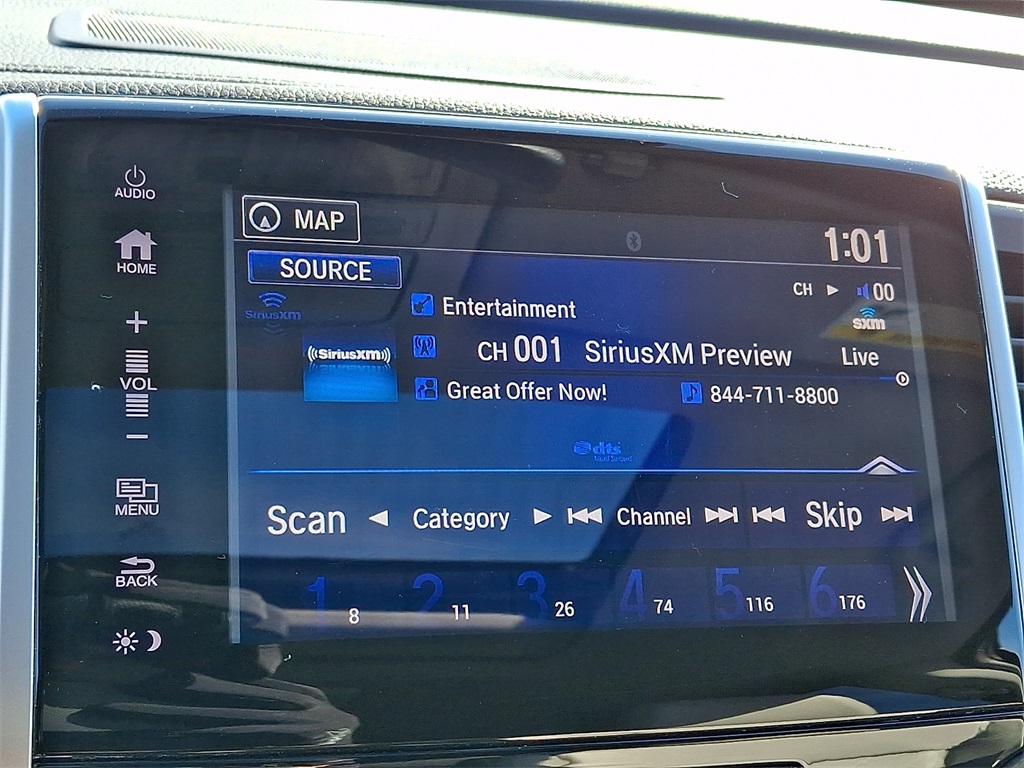 AUDIO
HOME
+
VOL
−
MENU
BACK
MAP
1:01
SOURCE
CH ▶ 00
SiriusXM
Entertainment
sxm
((SiriusXM))
CH 001 SiriusXM Preview Live
Great Offer Now! 844-711-8800
dts
Scan ◀ Category ▶ Channel Skip
1 8 2 11 3 26 4 74 5 116 6 176